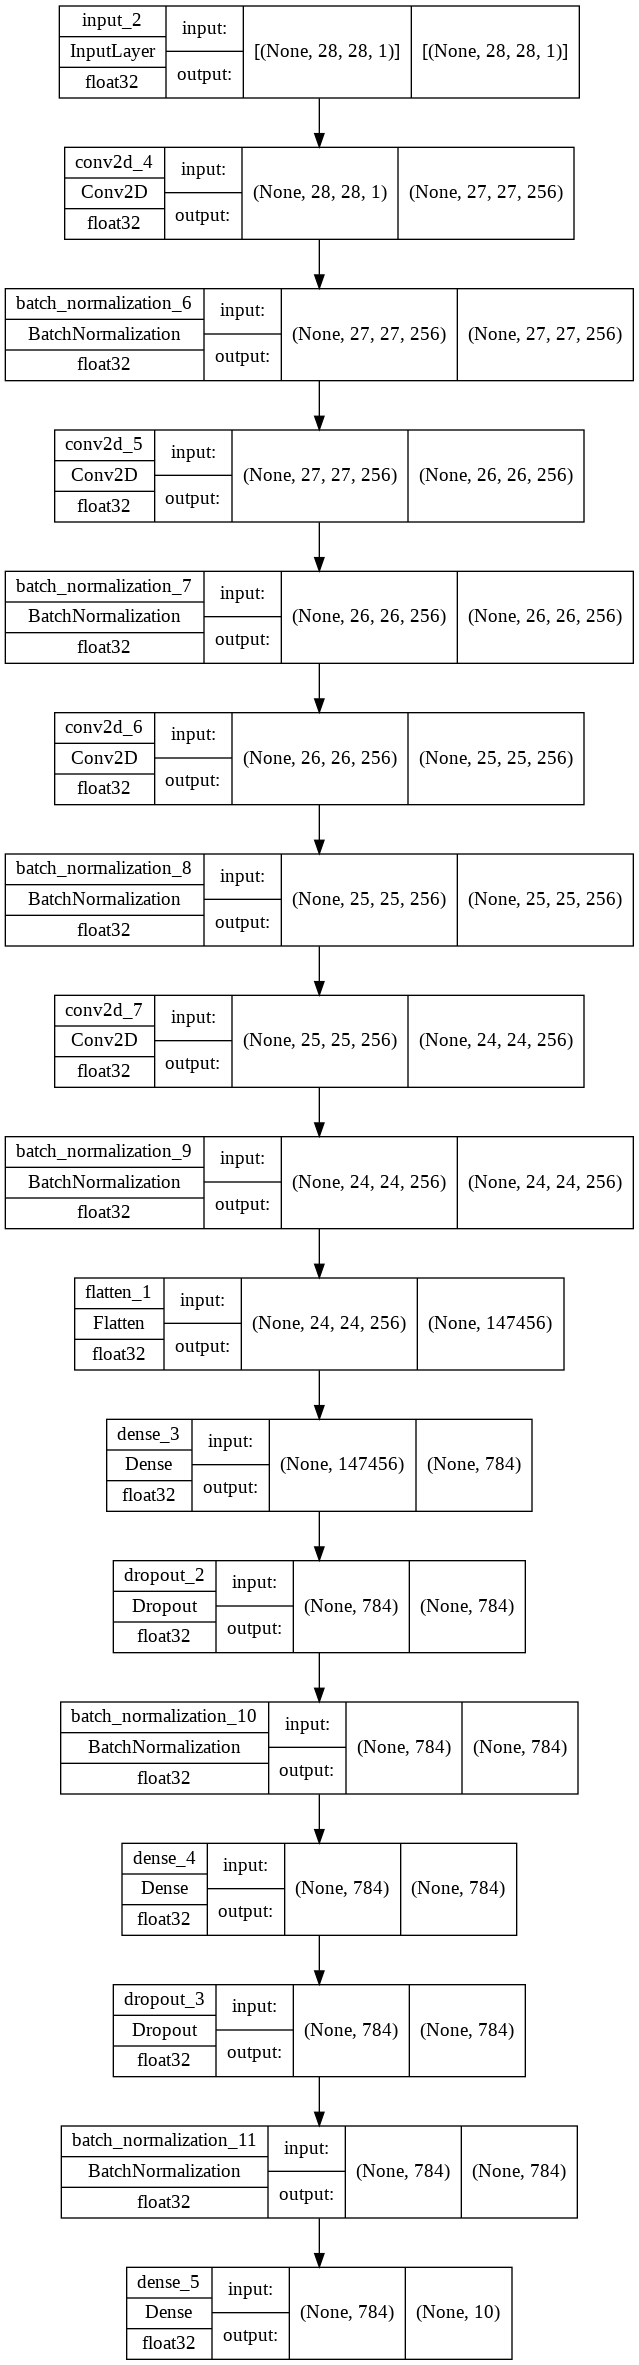 input_2
InputLayer
float32
input:
output:
[(None, 28, 28, 1)]
[(None, 28, 28, 1)]
conv2d_4
Conv2D
float32
input:
output:
(None, 28, 28, 1)
(None, 27, 27, 256)
batch_normalization_6
BatchNormalization
float32
input:
output:
(None, 27, 27, 256)
(None, 27, 27, 256)
conv2d_5
Conv2D
float32
input:
output:
(None, 27, 27, 256)
(None, 26, 26, 256)
batch_normalization_7
BatchNormalization
float32
input:
output:
(None, 26, 26, 256)
(None, 26, 26, 256)
conv2d_6
Conv2D
float32
input:
output:
(None, 26, 26, 256)
(None, 25, 25, 256)
batch_normalization_8
BatchNormalization
float32
input:
output:
(None, 25, 25, 256)
(None, 25, 25, 256)
conv2d_7
Conv2D
float32
input:
output:
(None, 25, 25, 256)
(None, 24, 24, 256)
batch_normalization_9
BatchNormalization
float32
input:
output:
(None, 24, 24, 256)
(None, 24, 24, 256)
flatten_1
Flatten
float32
input:
output:
(None, 24, 24, 256)
(None, 147456)
dense_3
Dense
float32
input:
output:
(None, 147456)
(None, 784)
dropout_2
Dropout
float32
input:
output:
(None, 784)
(None, 784)
batch_normalization_10
BatchNormalization
float32
input:
output:
(None, 784)
(None, 784)
dense_4
Dense
float32
input:
output:
(None, 784)
(None, 784)
dropout_3
Dropout
float32
input:
output:
(None, 784)
(None, 784)
batch_normalization_11
BatchNormalization
float32
input:
output:
(None, 784)
(None, 784)
dense_5
Dense
float32
input:
output:
(None, 784)
(None, 10)